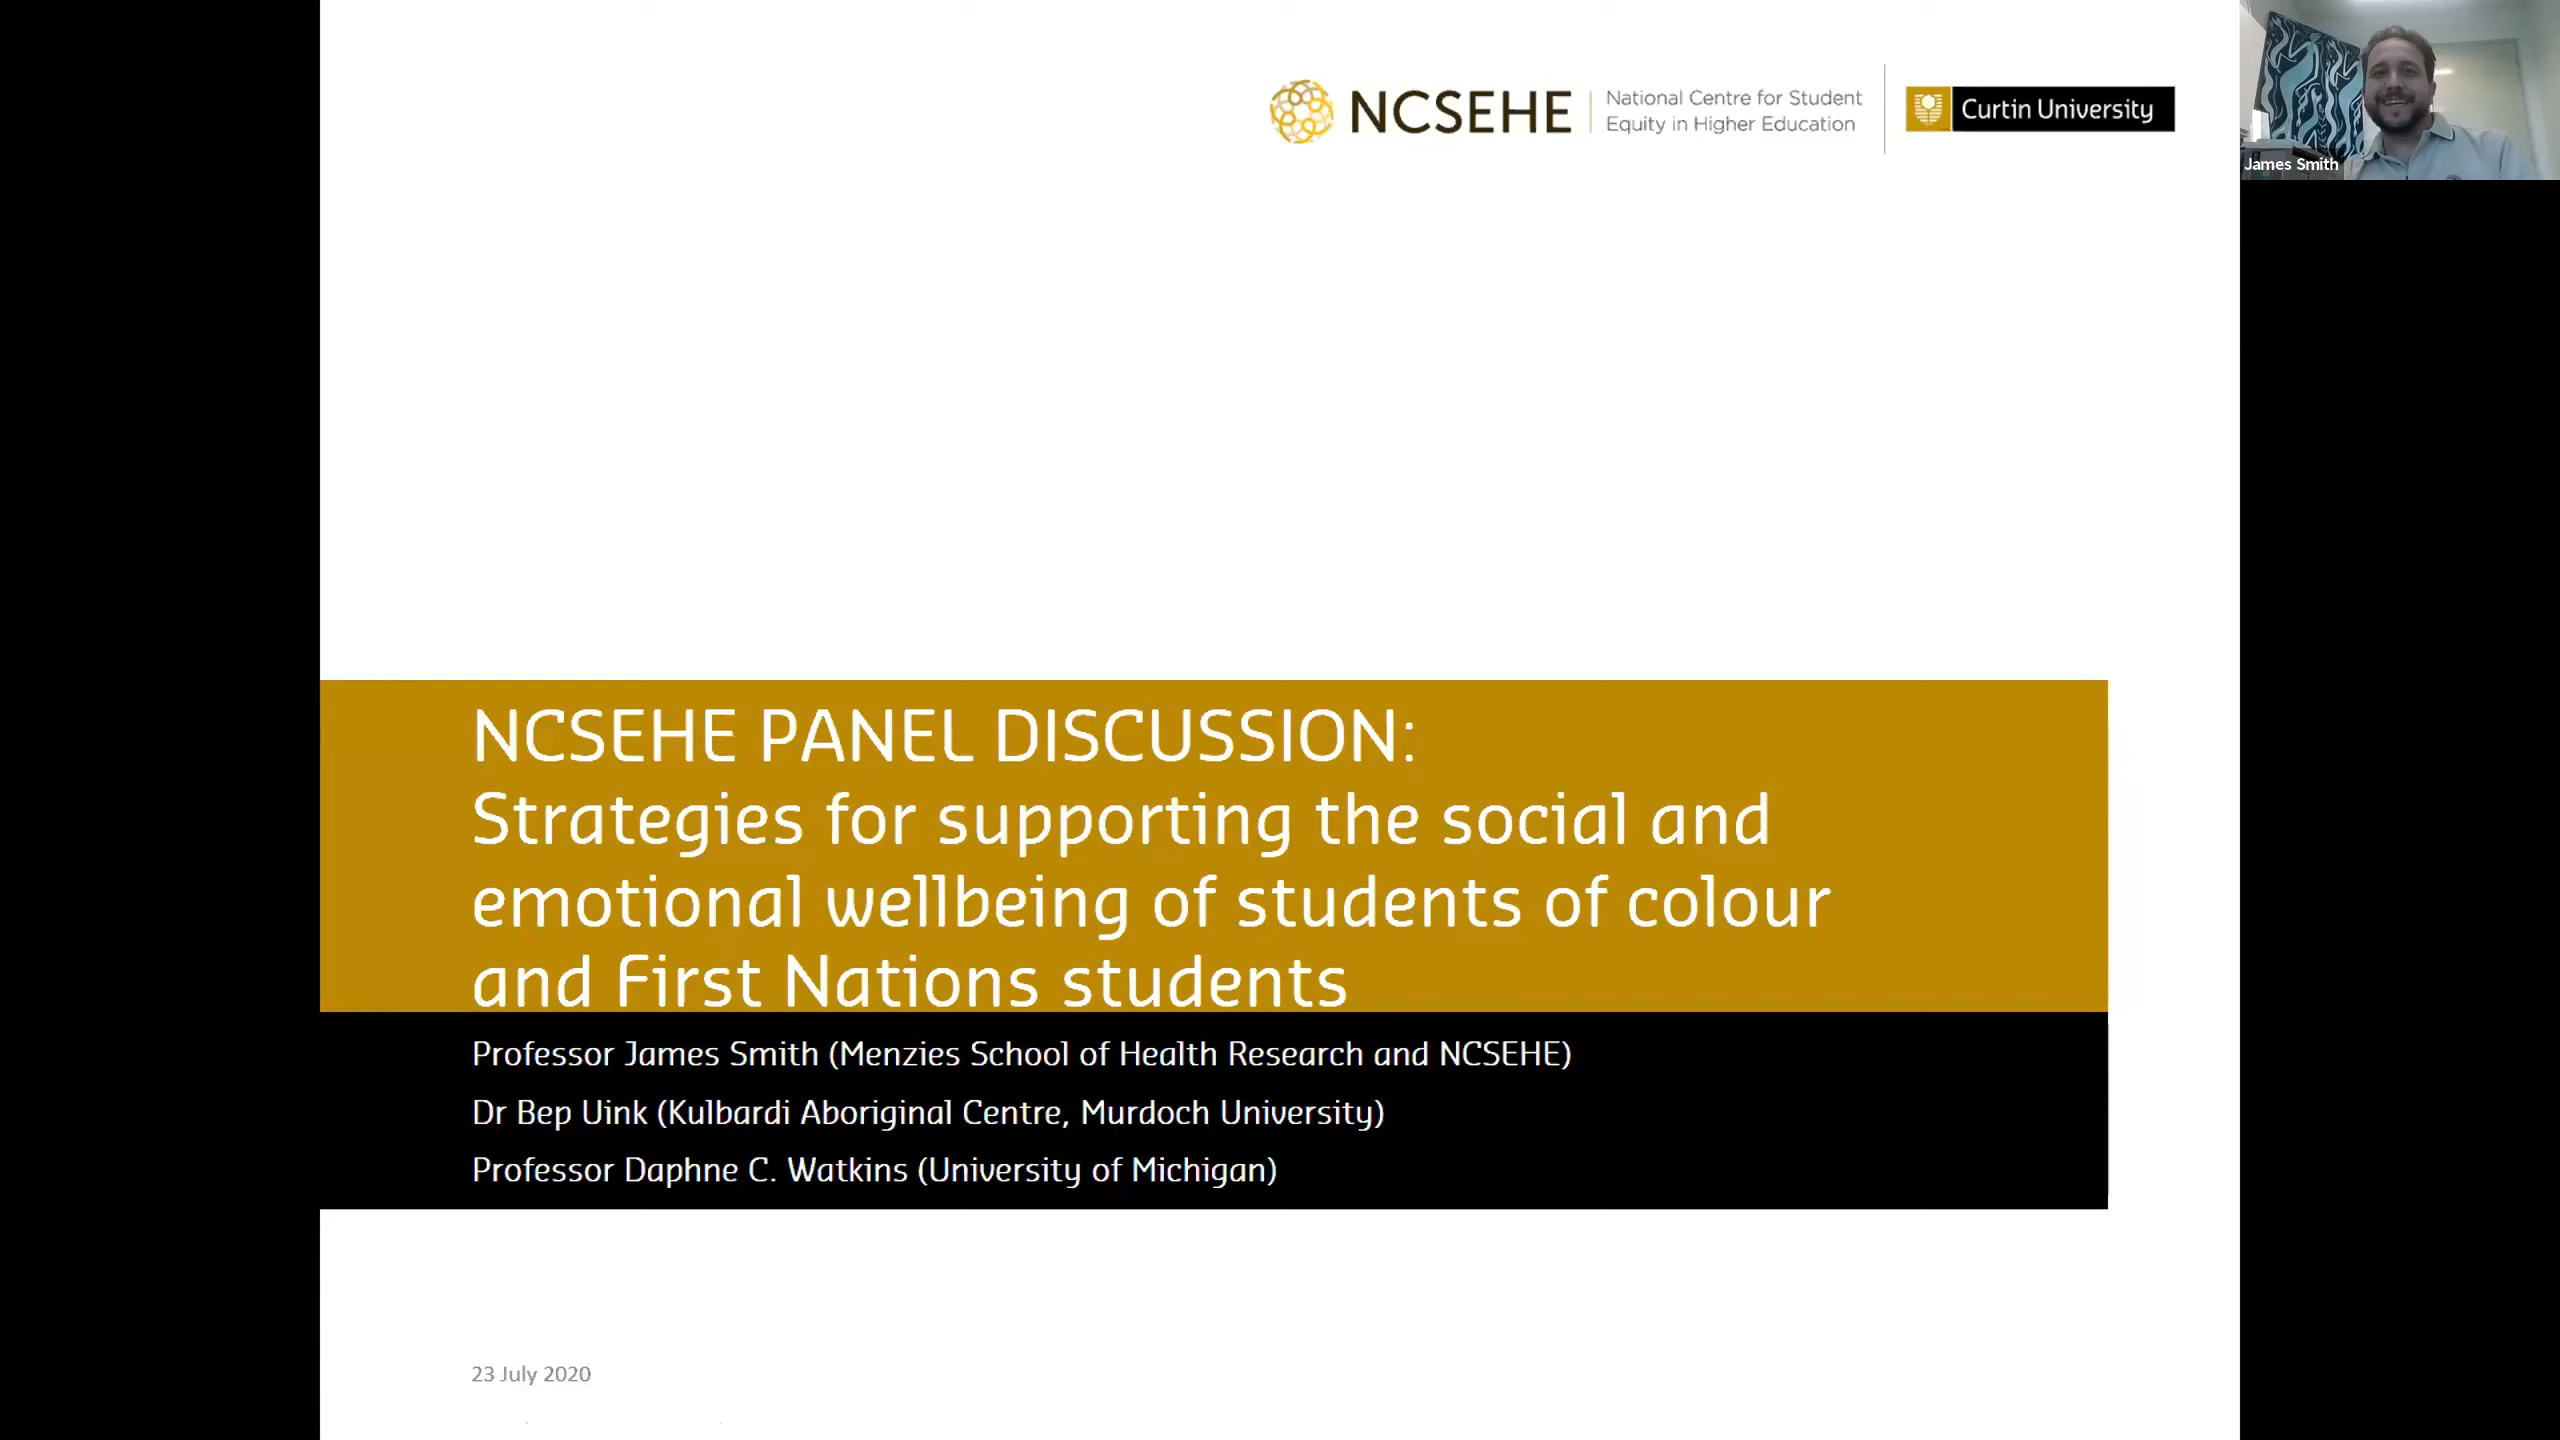 NCSEHE
National Centre for Student
Equity in Higher Education
Curtin University
James Smith
NCSEHE PANEL DISCUSSION:
Strategies for supporting the social and
emotional wellbeing of students of colour
and First Nations students
Professor James Smith (Menzies School of Health Research and NCSEHE)
Dr Bep Uink (Kulbardi Aboriginal Centre, Murdoch University)
Professor Daphne C. Watkins (University of Michigan)
23 July 2020